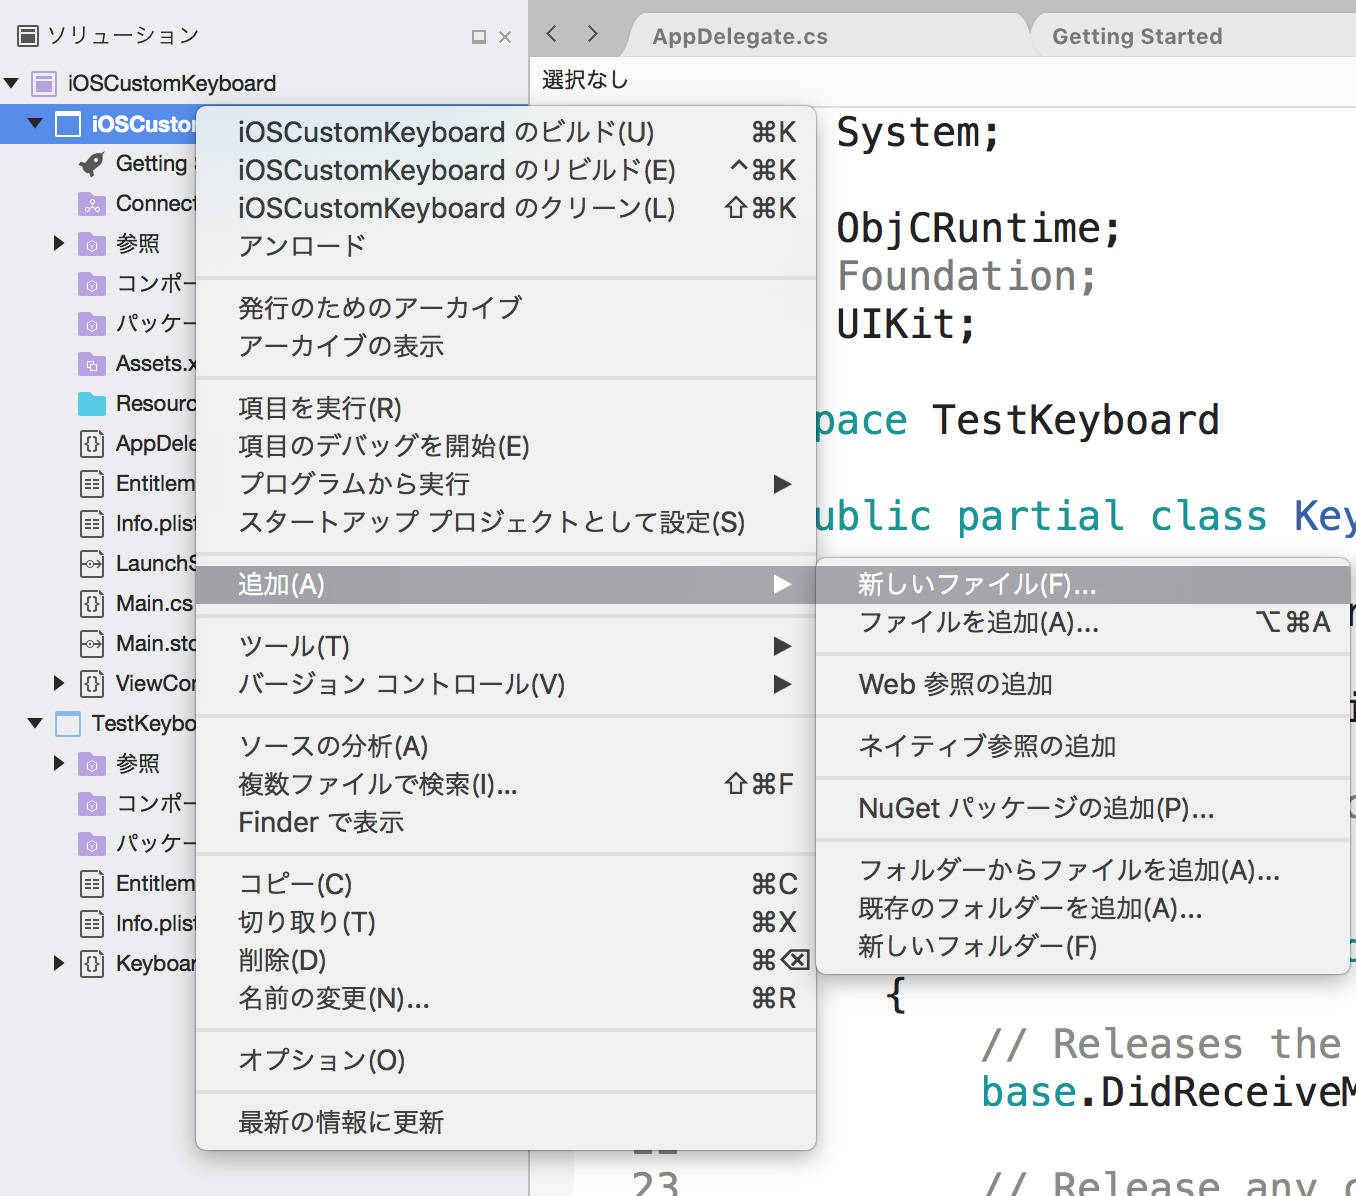 ソリューション
AppDelegate.cs
Getting Started
選択なし
iOSCustomKeyboard
iOSCusto
Getting
Connect
参照
コンポー
パッケー
Assets.x
Resourc
AppDele
Entitlem
Info.plist
LaunchS
Main.cs
Main.sto
ViewCon
TestKeybo
参照
コンポー
パッケー
Entitlem
Info.plist
Keyboar
iOSCustomKeyboard のビルド(U) ⌘K
iOSCustomKeyboard のリビルド(E) ^⌘K
iOSCustomKeyboard のクリーン(L) ⇧⌘K
アンロード
発行のためのアーカイブ
アーカイブの表示
項目を実行(R)
項目のデバッグを開始(E)
プログラムから実行
スタートアップ プロジェクトとして設定(S)
追加(A)
ツール(T)
バージョン コントロール(V)
ソースの分析(A)
複数ファイルで検索(I)... ⇧⌘F
Finder で表示
コピー(C) ⌘C
切り取り(T) ⌘X
削除(D) ⌘⌫
名前の変更(N)... ⌘R
オプション(O)
最新の情報に更新
新しいファイル(F)...
ファイルを追加(A)... ⌥⌘A
Web 参照の追加
ネイティブ参照の追加
NuGet パッケージの追加(P)...
フォルダーからファイルを追加(A)...
既存のフォルダーを追加(A)...
新しいフォルダー(F)
System;
ObjCRuntime;
Foundation;
UIKit;
pace TestKeyboard
ublic partial class Key
{
// Releases the
base.DidReceiveM
23 // Release any c